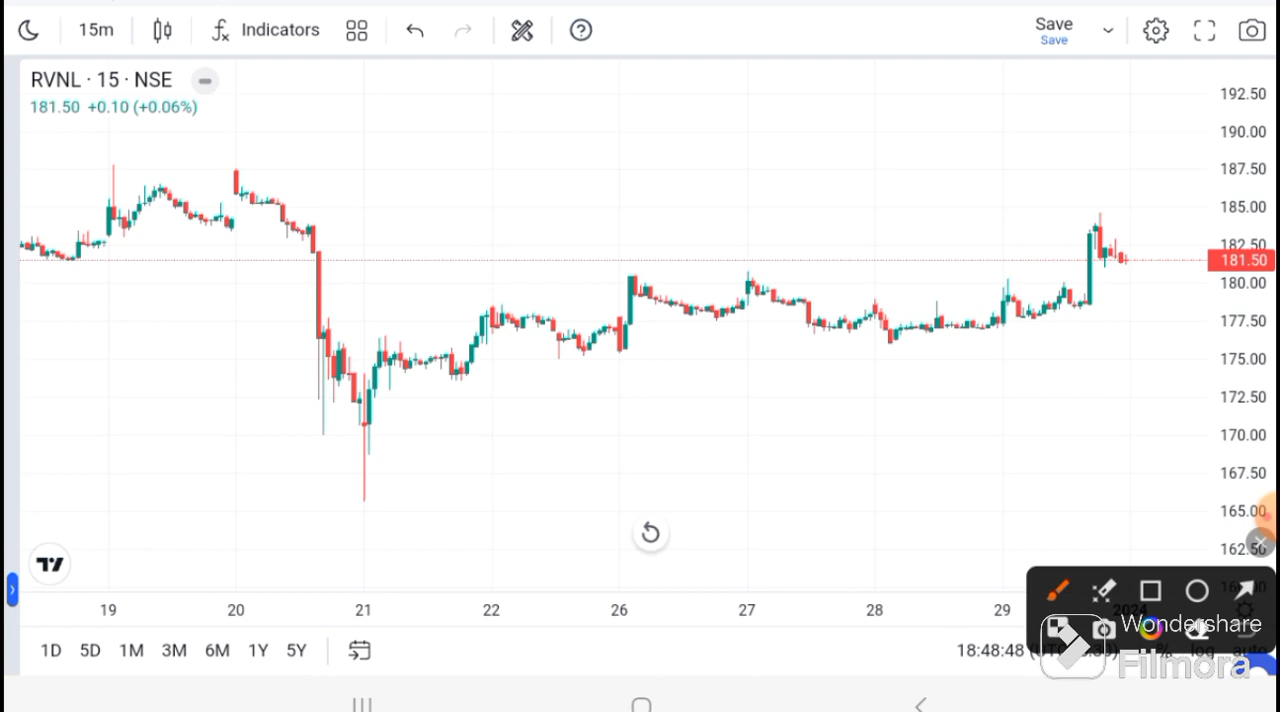 15m
Indicators
Save
Save
RVNL · 15 · NSE
181.50 +0.10 (+0.06%)
192.50
190.00
187.50
185.00
182.50
181.50
180.00
177.50
175.00
172.50
170.00
167.50
165.00
162.50
19
20
21
22
26
27
28
29
2024
1D
5D
1M
3M
6M
1Y
5Y
18:48:48
%
log
auto
Wondershare
Filmora